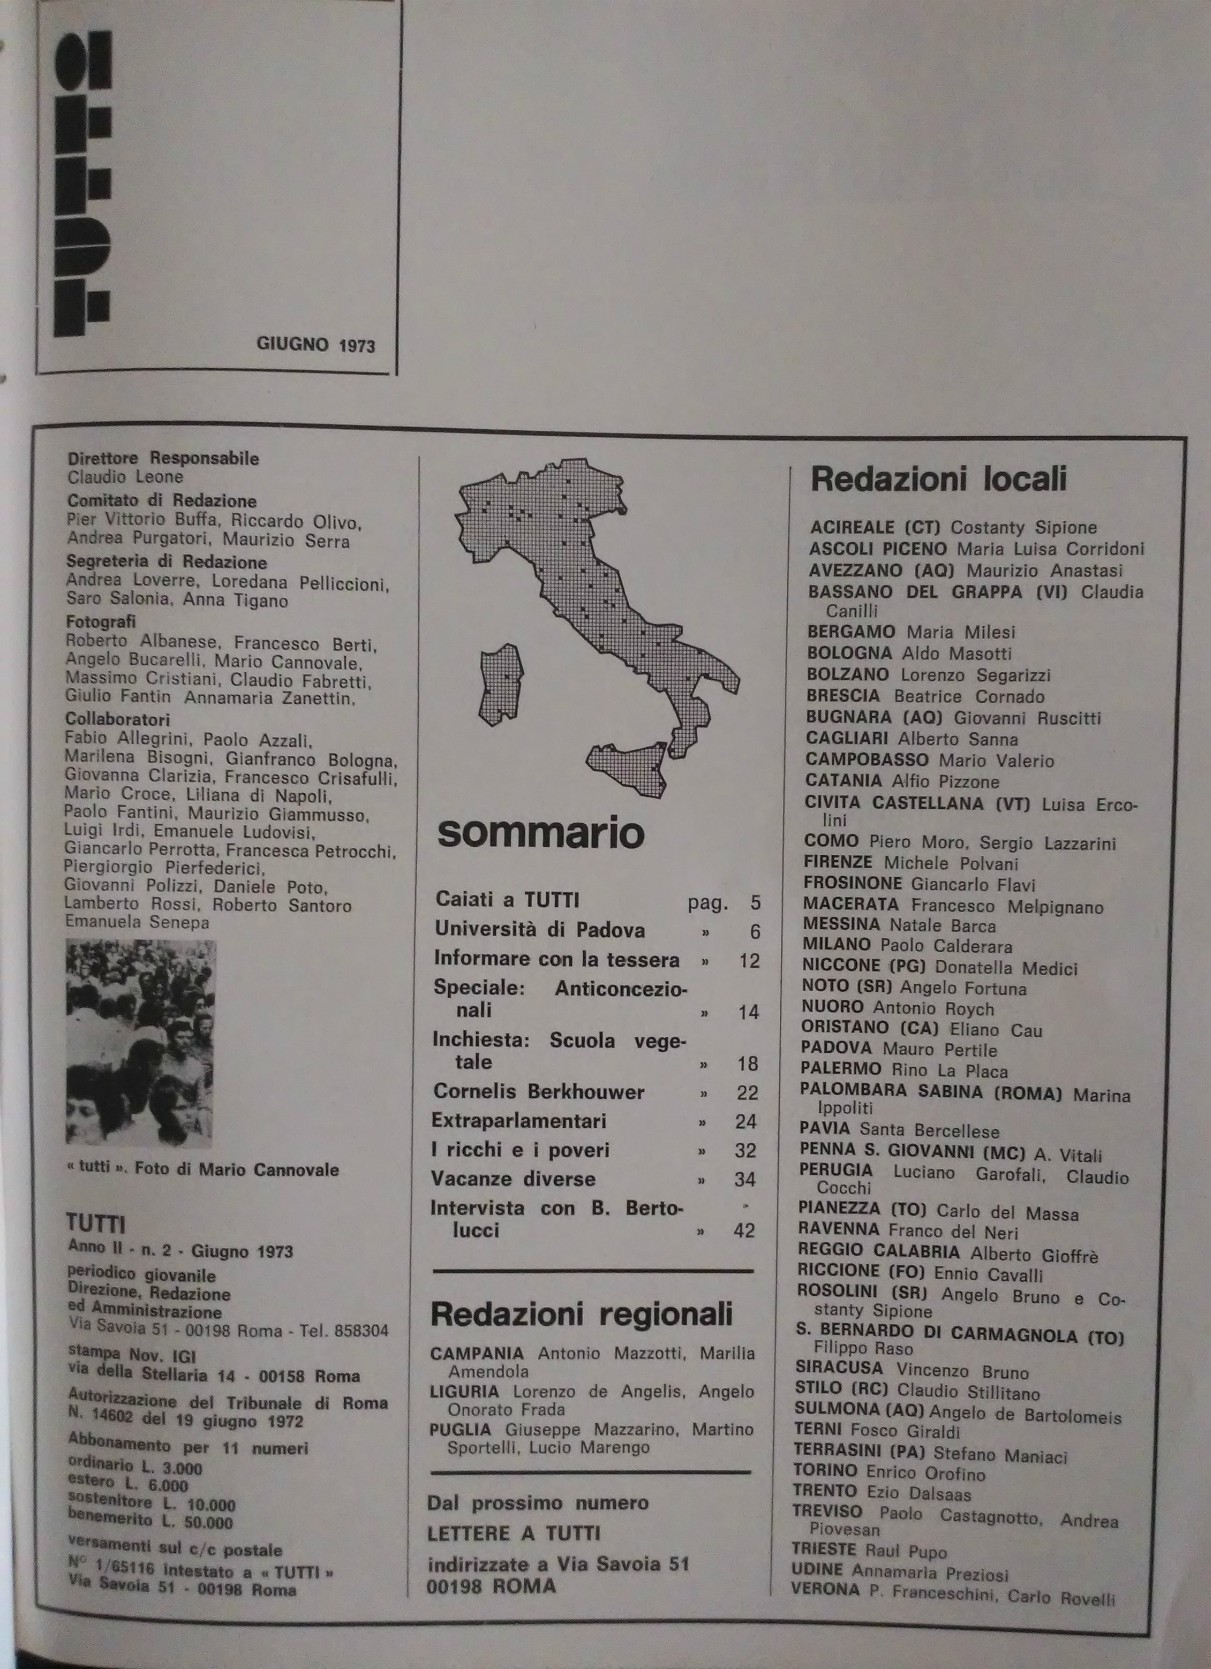 TUTTI
GIUGNO 1973
Direttore Responsabile
Claudio Leone
Comitato di Redazione
Pier Vittorio Buffa, Riccardo Olivo,
Andrea Purgatori, Maurizio Serra
Segreteria di Redazione
Andrea Loverre, Loredana Pelliccioni,
Saro Salonia, Anna Tigano
Fotografi
Roberto Albanese, Francesco Berti,
Angelo Bucarelli, Mario Cannovale,
Massimo Cristiani, Claudio Fabretti,
Giulio Fantin Annamaria Zanettin,
Collaboratori
Fabio Allegrini, Paolo Azzali,
Marilena Bisogni, Gianfranco Bologna,
Giovanna Clarizia, Francesco Crisafulli,
Mario Croce, Liliana di Napoli,
Paolo Fantini, Maurizio Giammusso,
Luigi Irdi, Emanuele Ludovisi,
Giancarlo Perrotta, Francesca Petrocchi,
Piergiorgio Pierfederici,
Giovanni Polizzi, Daniele Poto,
Lamberto Rossi, Roberto Santoro
Emanuela Senepa
« tutti ». Foto di Mario Cannovale
TUTTI
Anno II - n. 2 - Giugno 1973
periodico giovanile
Direzione, Redazione
ed Amministrazione
Via Savoia 51 - 00198 Roma - Tel. 858304
stampa Nov. IGI
via della Stellaria 14 - 00158 Roma
Autorizzazione del Tribunale di Roma
N. 14602 del 19 giugno 1972
Abbonamento per 11 numeri
ordinario L. 3.000
estero L. 6.000
sostenitore L. 10.000
benemerito L. 50.000
versamenti sul c/c postale
N° 1/65116 intestato a « TUTTI »
Via Savoia 51 - 00198 Roma
sommario
Caiati a TUTTI pag. 5
Università di Padova » 6
Informare con la tessera » 12
Speciale: Anticoncezio-
nali » 14
Inchiesta: Scuola vege-
tale » 18
Cornelis Berkhouwer » 22
Extraparlamentari » 24
I ricchi e i poveri » 32
Vacanze diverse » 34
Intervista con B. Berto-
lucci » 42
Redazioni regionali
CAMPANIA Antonio Mazzotti, Marilia
Amendola
LIGURIA Lorenzo de Angelis, Angelo
Onorato Frada
PUGLIA Giuseppe Mazzarino, Martino
Sportelli, Lucio Marengo
Dal prossimo numero
LETTERE A TUTTI
indirizzate a Via Savoia 51
00198 ROMA
Redazioni locali
ACIREALE (CT) Costanty Sipione
ASCOLI PICENO Maria Luisa Corridoni
AVEZZANO (AQ) Maurizio Anastasi
BASSANO DEL GRAPPA (VI) Claudia
Canilli
BERGAMO Maria Milesi
BOLOGNA Aldo Masotti
BOLZANO Lorenzo Segarizzi
BRESCIA Beatrice Cornado
BUGNARA (AQ) Giovanni Ruscitti
CAGLIARI Alberto Sanna
CAMPOBASSO Mario Valerio
CATANIA Alfio Pizzone
CIVITA CASTELLANA (VT) Luisa Erco-
lini
COMO Piero Moro, Sergio Lazzarini
FIRENZE Michele Polvani
FROSINONE Giancarlo Flavi
MACERATA Francesco Melpignano
MESSINA Natale Barca
MILANO Paolo Calderara
NICCONE (PG) Donatella Medici
NOTO (SR) Angelo Fortuna
NUORO Antonio Roych
ORISTANO (CA) Eliano Cau
PADOVA Mauro Pertile
PALERMO Rino La Placa
PALOMBARA SABINA (ROMA) Marina
Ippoliti
PAVIA Santa Bercellese
PENNA S. GIOVANNI (MC) A. Vitali
PERUGIA Luciano Garofali, Claudio
Cocchi
PIANEZZA (TO) Carlo del Massa
RAVENNA Franco del Neri
REGGIO CALABRIA Alberto Gioffrè
RICCIONE (FO) Ennio Cavalli
ROSOLINI (SR) Angelo Bruno e Co-
stanty Sipione
S. BERNARDO DI CARMAGNOLA (TO)
Filippo Raso
SIRACUSA Vincenzo Bruno
STILO (RC) Claudio Stillitano
SULMONA (AQ) Angelo de Bartolomeis
TERNI Fosco Giraldi
TERRASINI (PA) Stefano Maniaci
TORINO Enrico Orofino
TRENTO Ezio Dalsaas
TREVISO Paolo Castagnotto, Andrea
Piovesan
TRIESTE Raul Pupo
UDINE Annamaria Preziosi
VERONA P. Franceschini, Carlo Rovelli